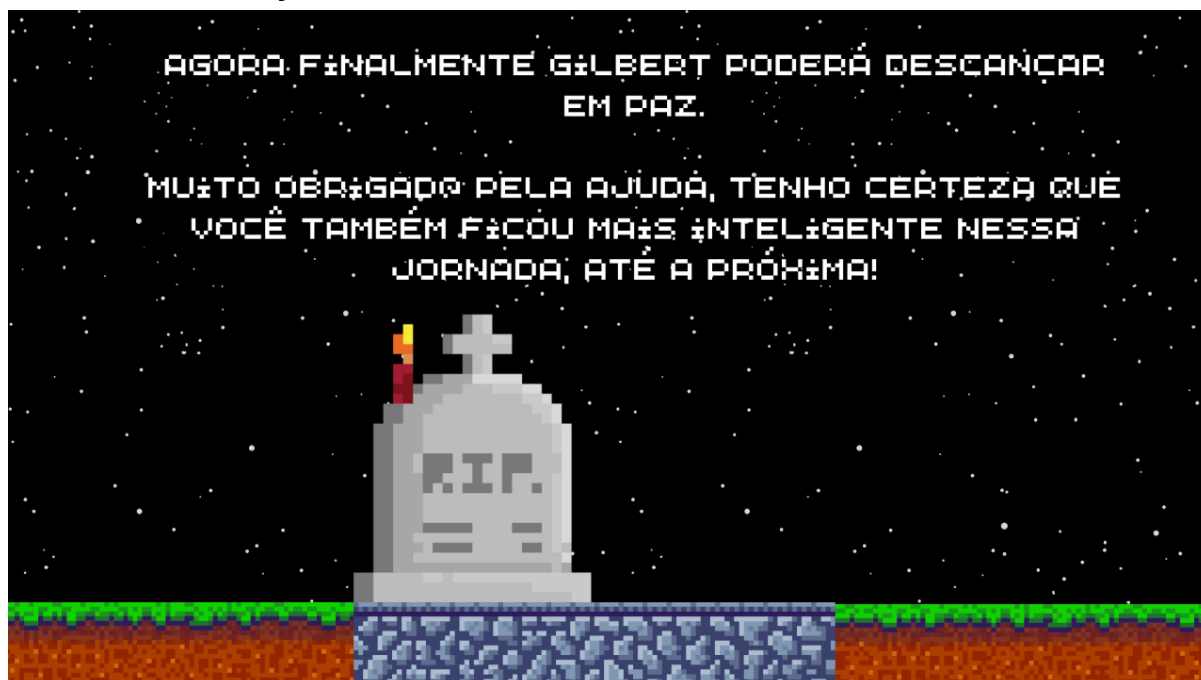 AGORA FINALMENTE GILBERT PODERÁ DESCANÇAR
EM PAZ.
MUITO OBRIGAD@ PELA AJUDA, TENHO CERTEZA QUE
VOCÊ TAMBÉM FICOU MAIS INTELIGENTE NESSA
JORNADA, ATÉ A PRÓXIMA!
R.I.P.